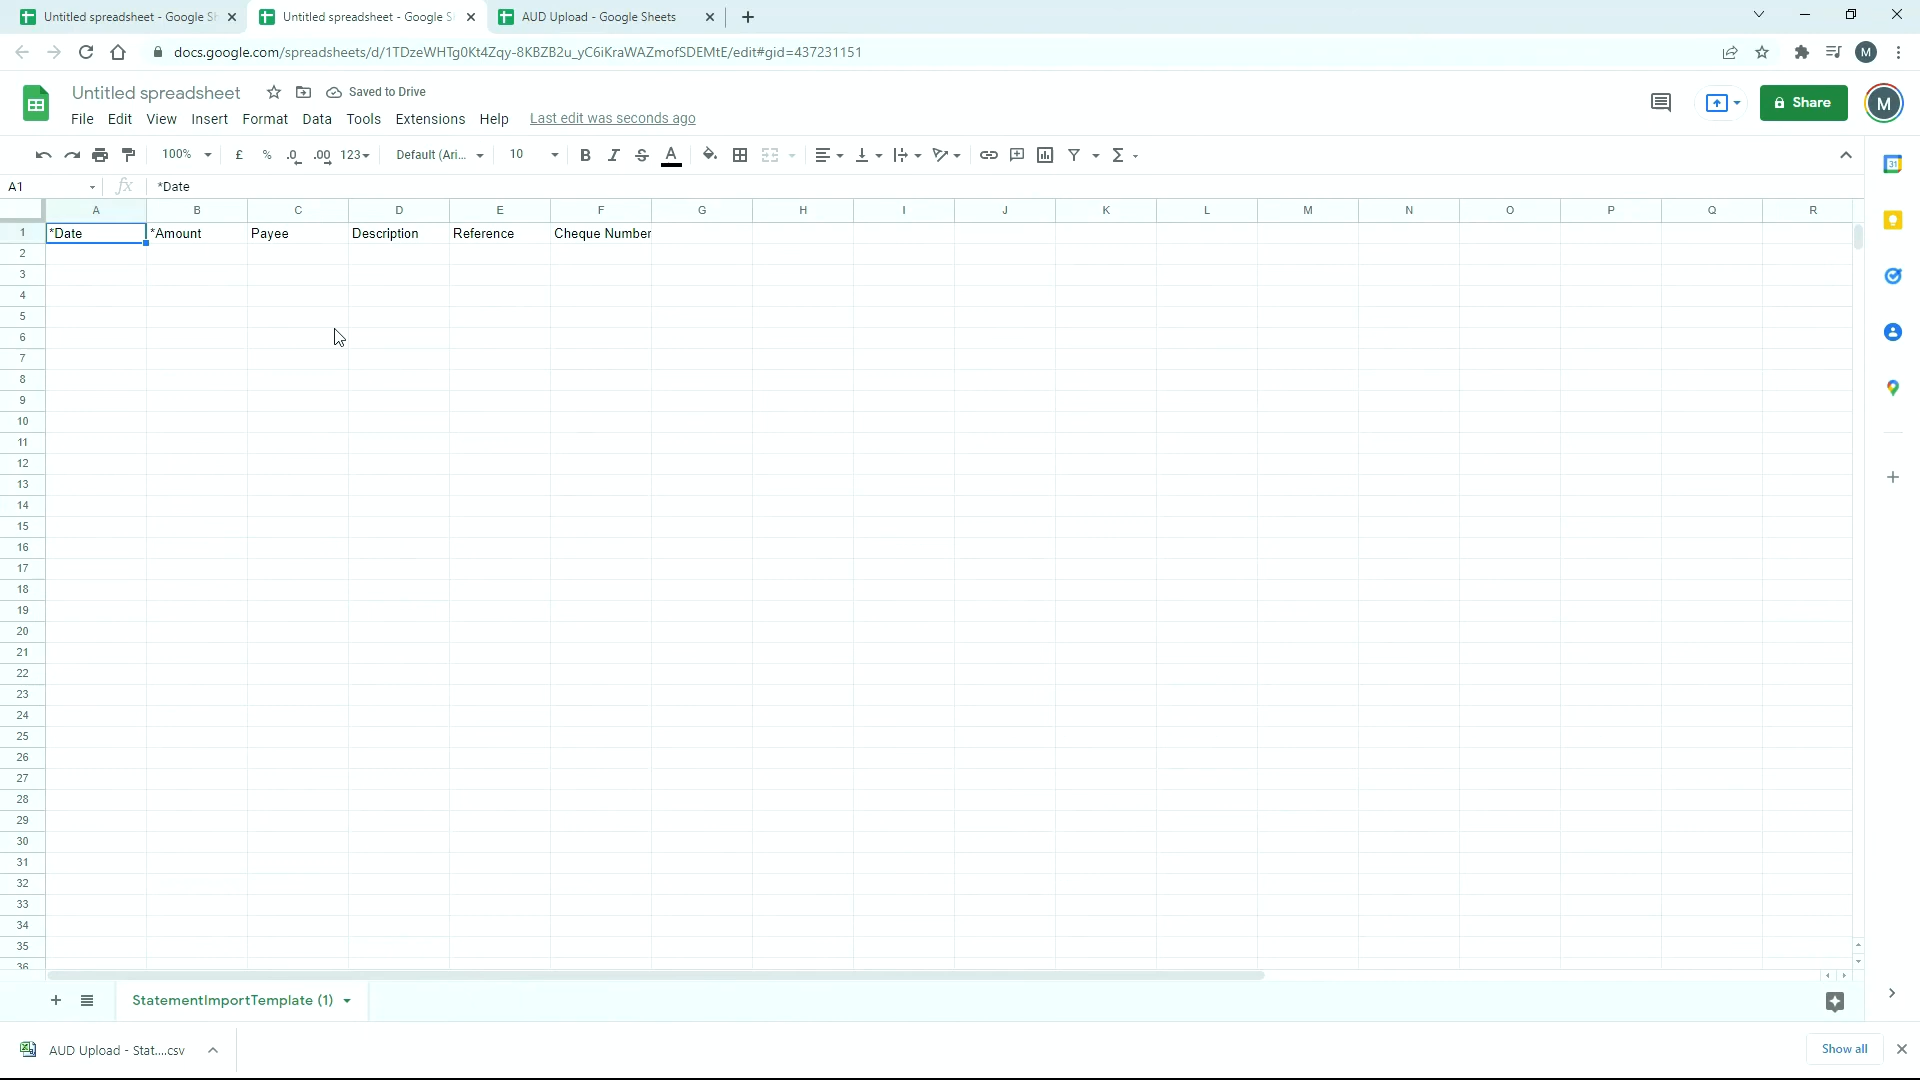 Untitled spreadsheet - Google Sh
Untitled spreadsheet - Google S
AUD Upload - Google Sheets
docs.google.com/spreadsheets/d/1TDzeWHTg0Kt4Zqy-8KBZB2u_yC6iKraWAZmofSDEMtE/edit#gid=437231151
M
Untitled spreadsheet
Saved to Drive
Share
M
File Edit View Insert Format Data Tools Extensions Help Last edit was seconds ago
100% £ % .0 .00 123 Default (Ari... 10 B I S A Σ
31
A1 fx *Date
A B C D E F G H I J K L M N O P Q R
1 *Date *Amount Payee Description Reference Cheque Number
2
3
4
5
6
7
8
9
10
11
12
13
14
15
16
17
18
19
20
21
22
23
24
25
26
27
28
29
30
31
32
33
34
35
36
StatementImportTemplate (1)
AUD Upload - Stat....csv
Show all